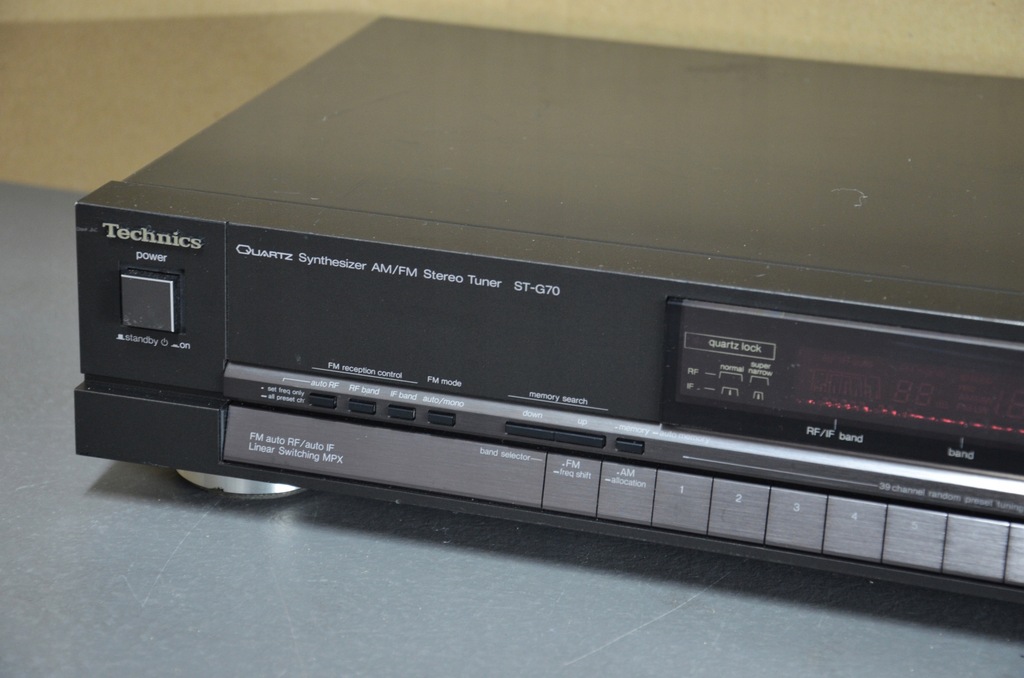 Technics
power
standby on
QUARTZ Synthesizer AM/FM Stereo Tuner ST-G70
FM reception control
auto RF RF band IF band
FM mode
auto/mono
set freq only
all preset ch
memory search
down up
memory auto memory
FM auto RF/auto IF
Linear Switching MPX
band selector
FM
freq shift
AM
allocation
1 2 3 4 5
39 channel random preset tuning
quartz lock
normal super narrow
RF
IF
RF/IF band
band